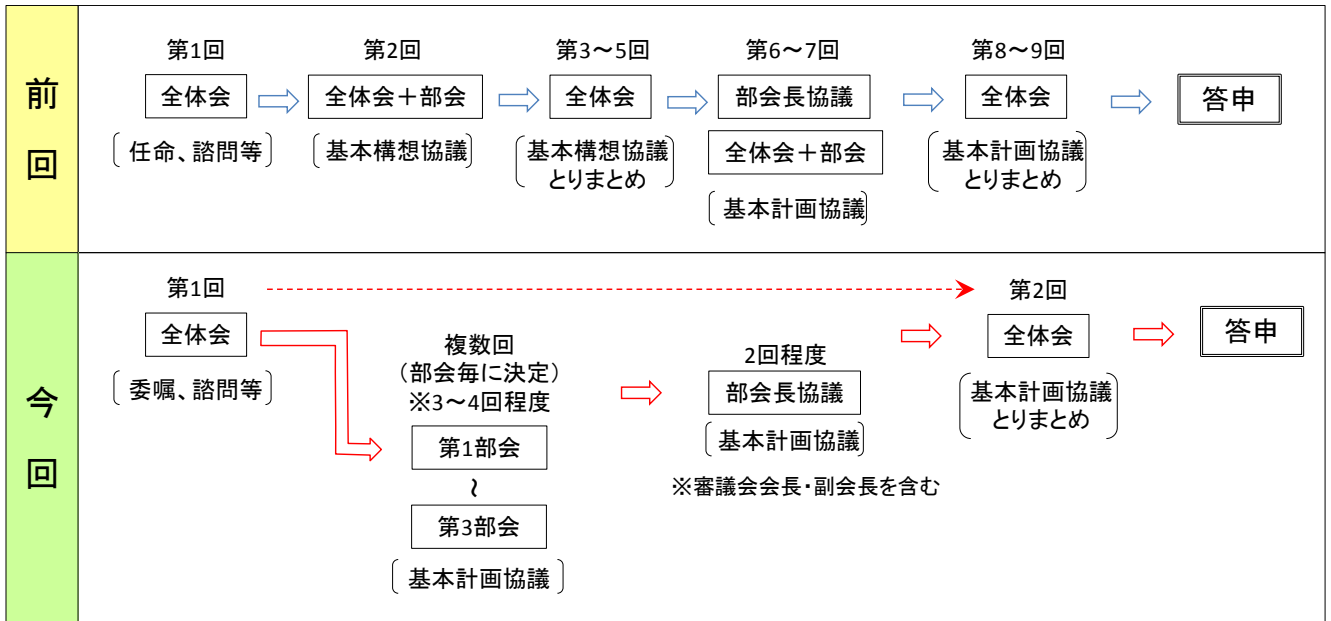 前回
第1回
全体会
任命、諮問等
第2回
全体会＋部会
基本構想協議
第3～5回
全体会
基本構想協議
とりまとめ
第6～7回
部会長協議
全体会＋部会
基本計画協議
第8～9回
全体会
基本計画協議
とりまとめ
答申
今回
第1回
全体会
委嘱、諮問等
複数回
（部会毎に決定）
※3～4回程度
第1部会
～
第3部会
基本計画協議
2回程度
部会長協議
基本計画協議
※審議会会長・副会長を含む
第2回
全体会
基本計画協議
とりまとめ
答申